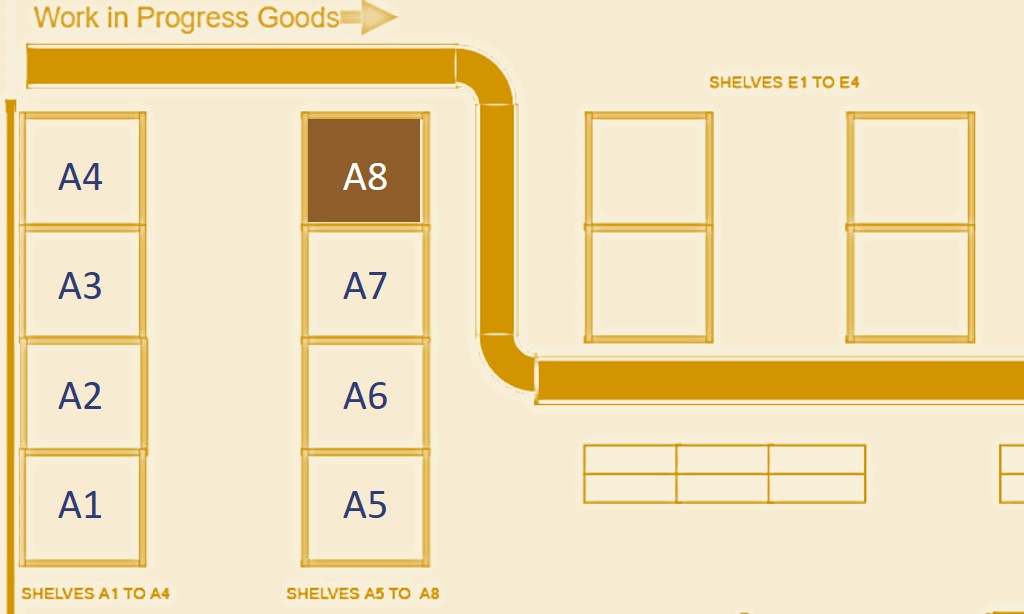 Work in Progress Goods
SHELVES E1 TO E4
A4
A8
A3
A7
A2
A6
A1
A5
SHELVES A1 TO A4
SHELVES A5 TO A8